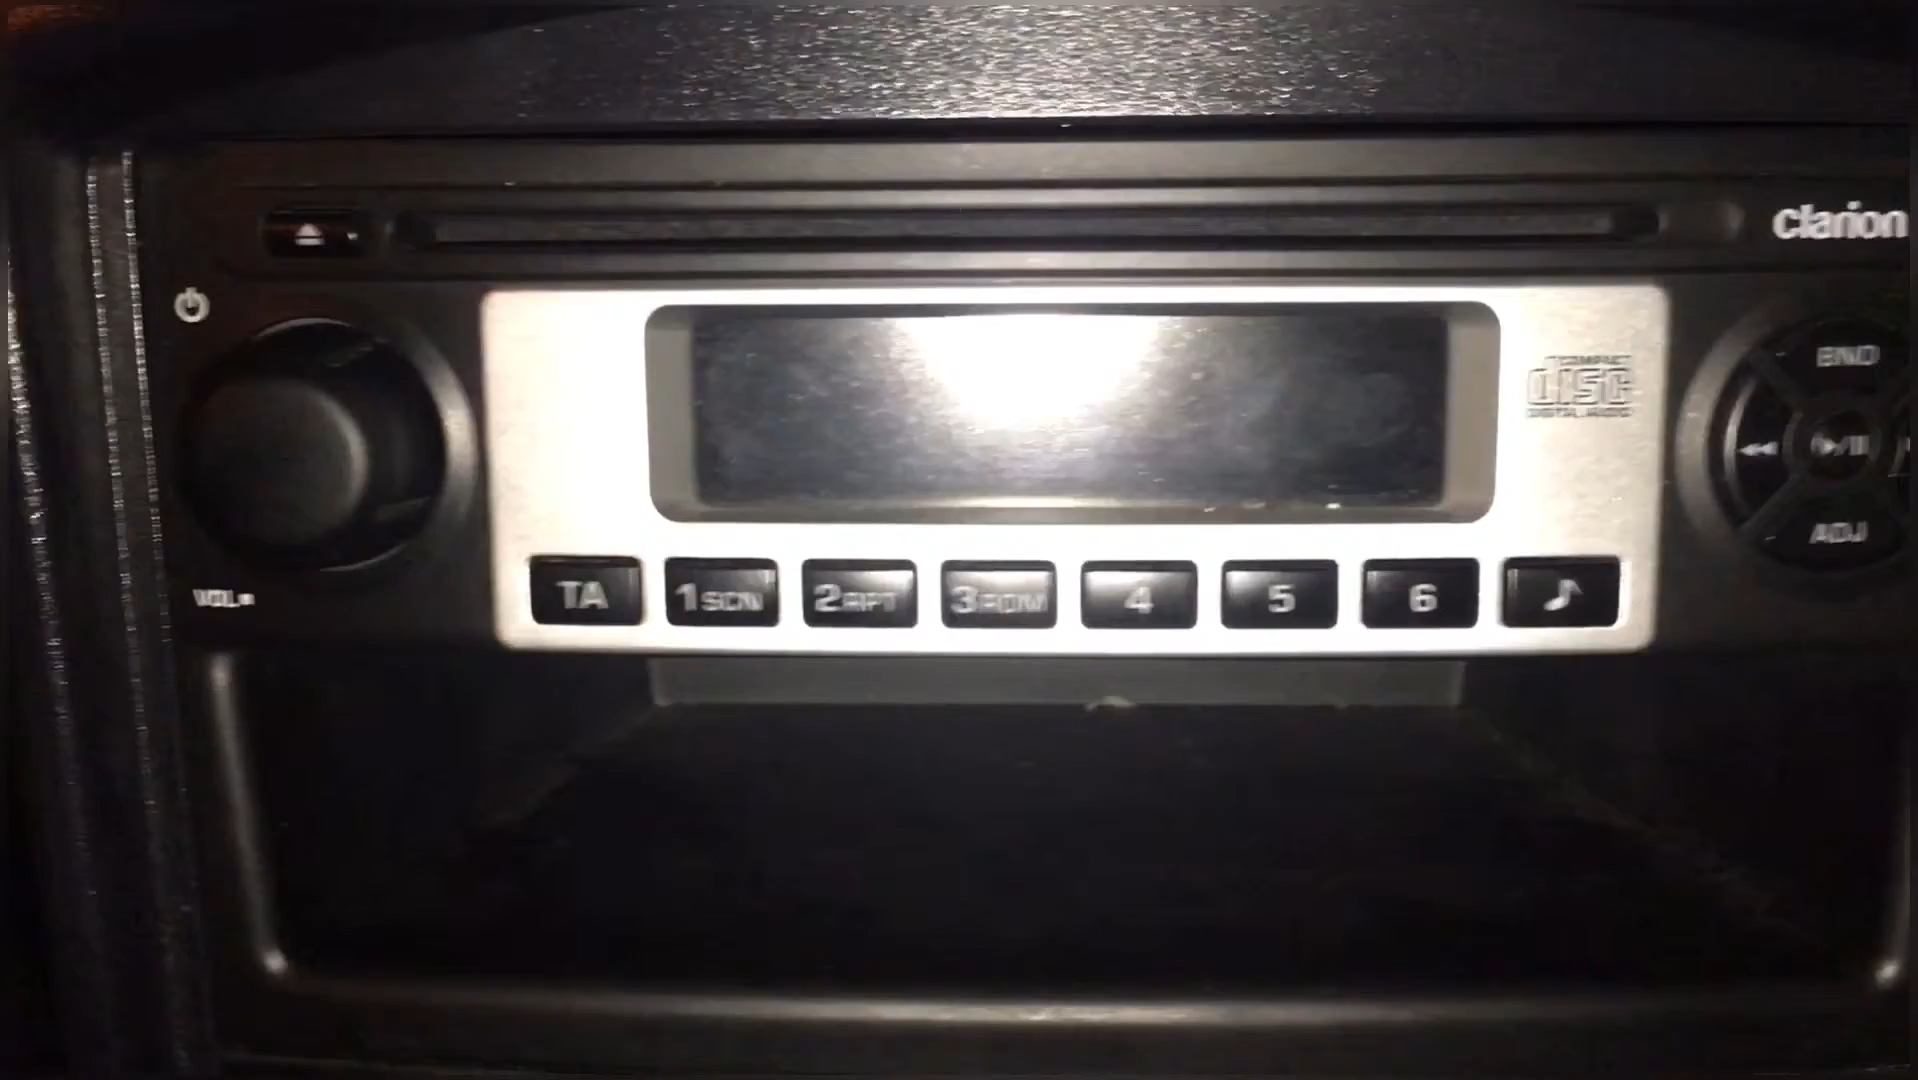 clarion
BND
COMPACT
disc
DIGITAL AUDIO
ADJ
VOL
TA
1SCN
2RPT
3RDM
4
5
6